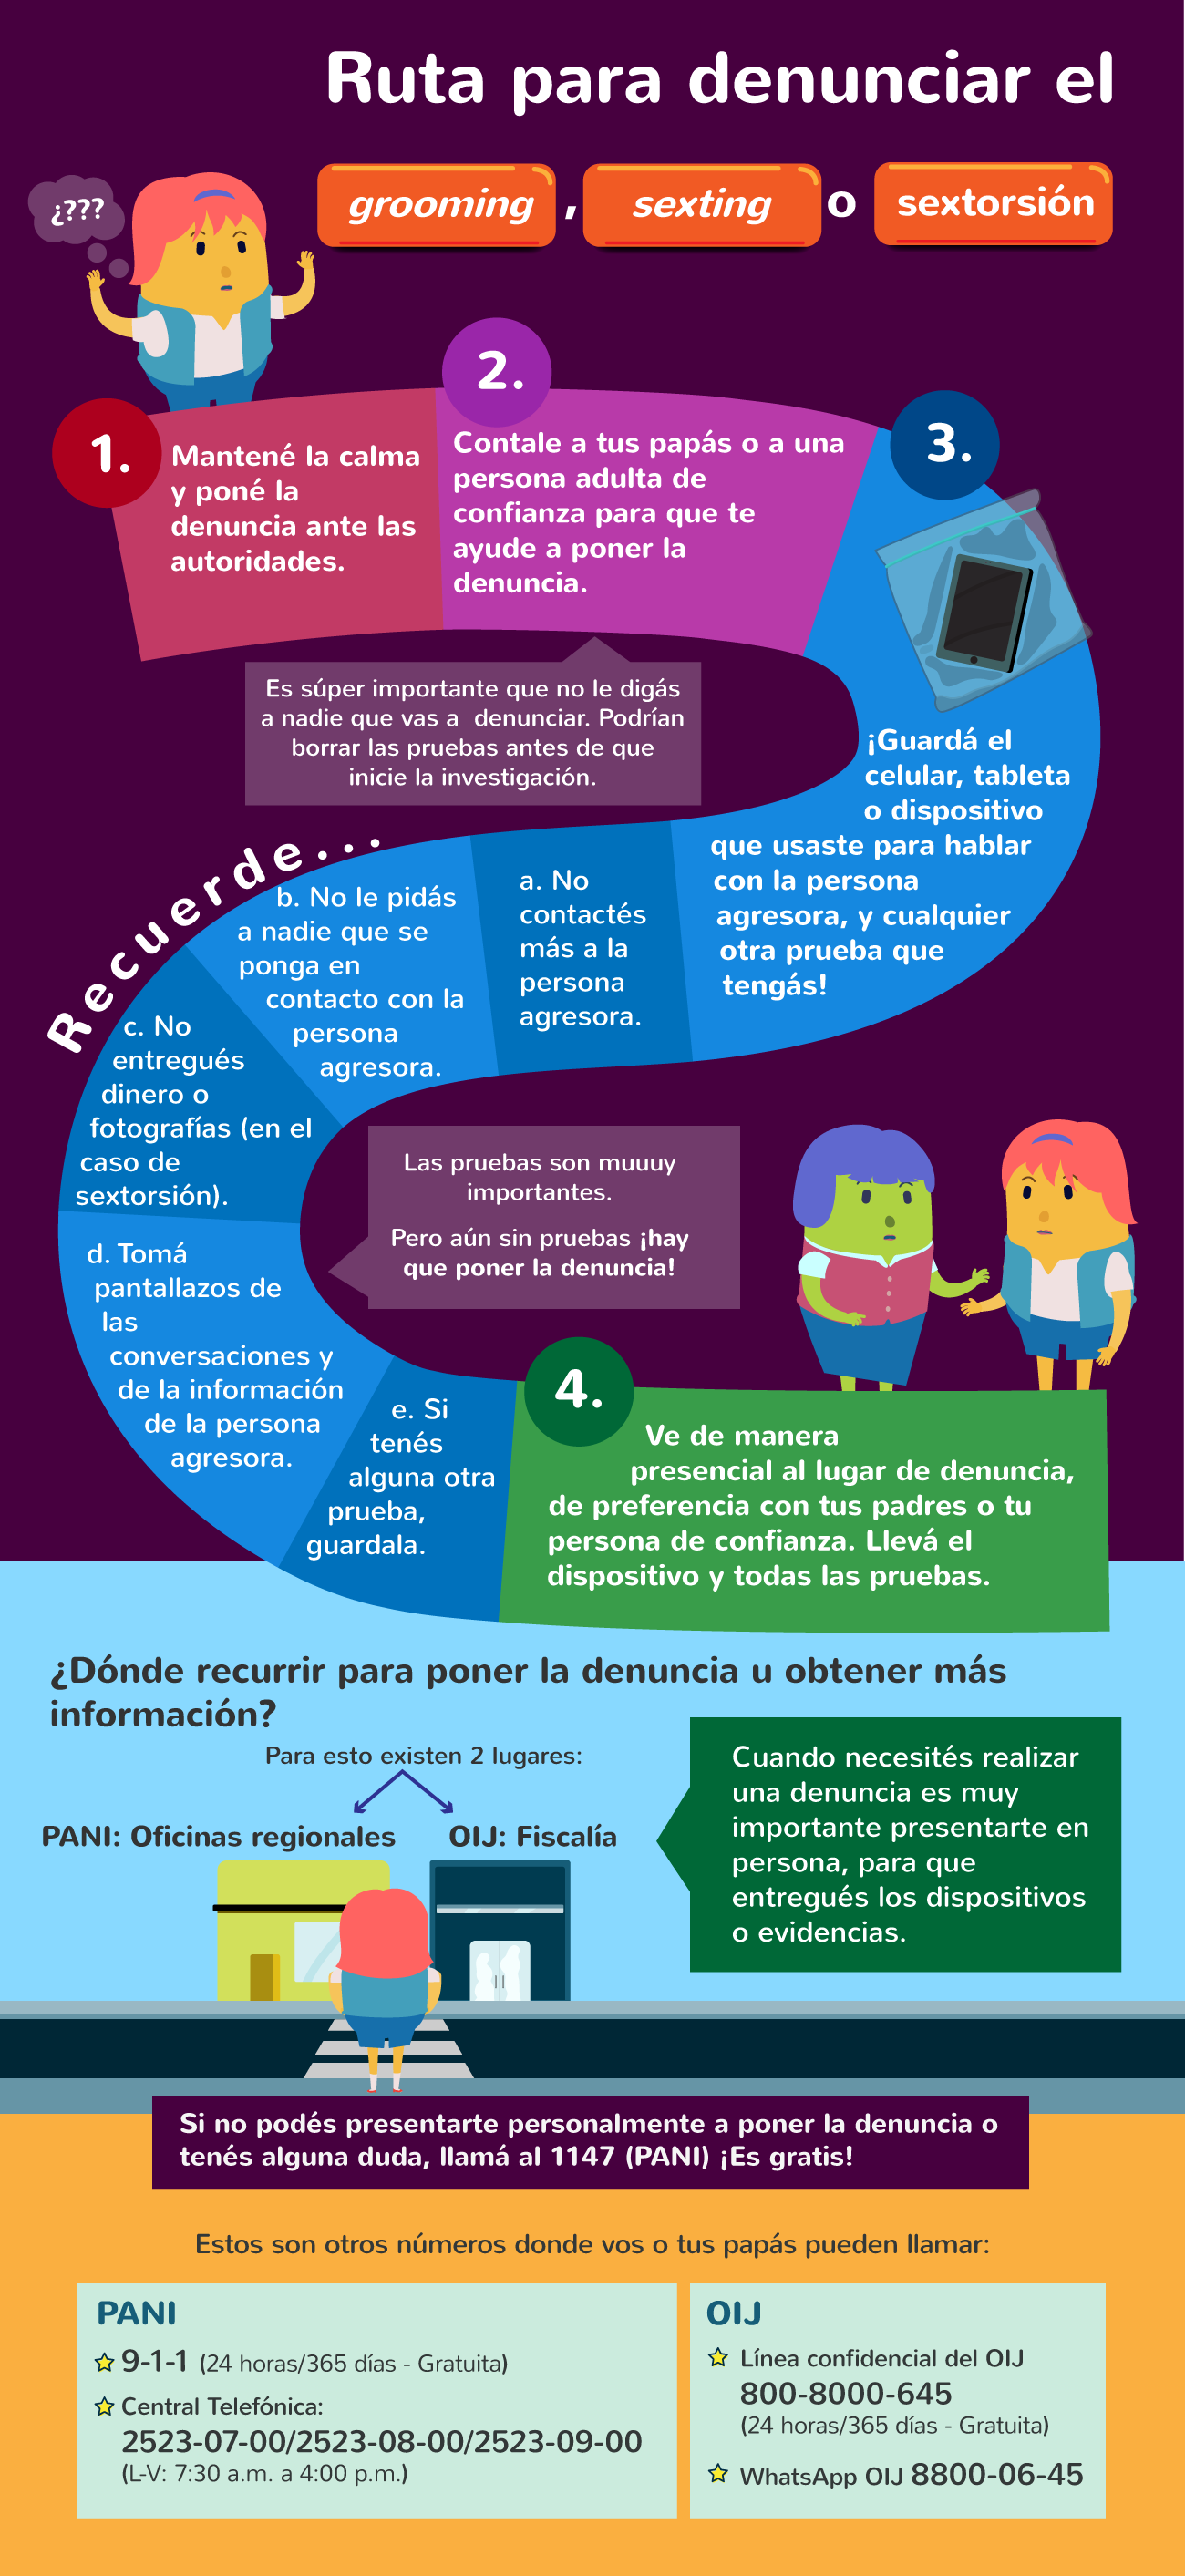 Ruta para denunciar el
grooming , sexting o sextorsión
¿???
1.
Mantené la calma
y poné la
denuncia ante las
autoridades.
2.
Contale a tus papás o a una
persona adulta de
confianza para que te
ayude a poner la
denuncia.
Es súper importante que no le digás
a nadie que vas a denunciar. Podrían
borrar las pruebas antes de que
inicie la investigación.
3.
¡Guardá el
celular, tableta
o dispositivo
que usaste para hablar
con la persona
agresora, y cualquier
otra prueba que
tengás!
Recuerde...
a. No
contactés
más a la
persona
agresora.
b. No le pidás
a nadie que se
ponga en
contacto con la
persona
agresora.
c. No
entregués
dinero o
fotografías (en el
caso de
sextorsión).
d. Tomá
pantallazos de
las
conversaciones y
de la información
de la persona
agresora.
e. Si
tenés
alguna otra
prueba,
guardala.
Las pruebas son muuuy
importantes.
Pero aún sin pruebas ¡hay
que poner la denuncia!
4.
Ve de manera
presencial al lugar de denuncia,
de preferencia con tus padres o tu
persona de confianza. Llevá el
dispositivo y todas las pruebas.
¿Dónde recurrir para poner la denuncia u obtener más
información?
Para esto existen 2 lugares:
PANI: Oficinas regionales
OIJ: Fiscalía
Cuando necesités realizar
una denuncia es muy
importante presentarte en
persona, para que
entregués los dispositivos
o evidencias.
Si no podés presentarte personalmente a poner la denuncia o
tenés alguna duda, llamá al 1147 (PANI) ¡Es gratis!
Estos son otros números donde vos o tus papás pueden llamar:
PANI
9-1-1 (24 horas/365 días - Gratuita)
Central Telefónica:
2523-07-00/2523-08-00/2523-09-00
(L-V: 7:30 a.m. a 4:00 p.m.)
OIJ
Línea confidencial del OIJ
800-8000-645
(24 horas/365 días - Gratuita)
WhatsApp OIJ 8800-06-45